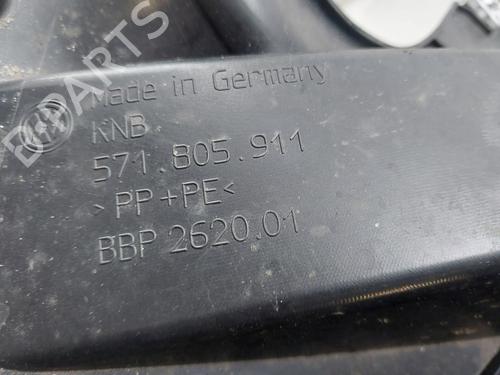 Made in Germany
KNB
571.805.911
>PP+PE<
BBP 2620.01